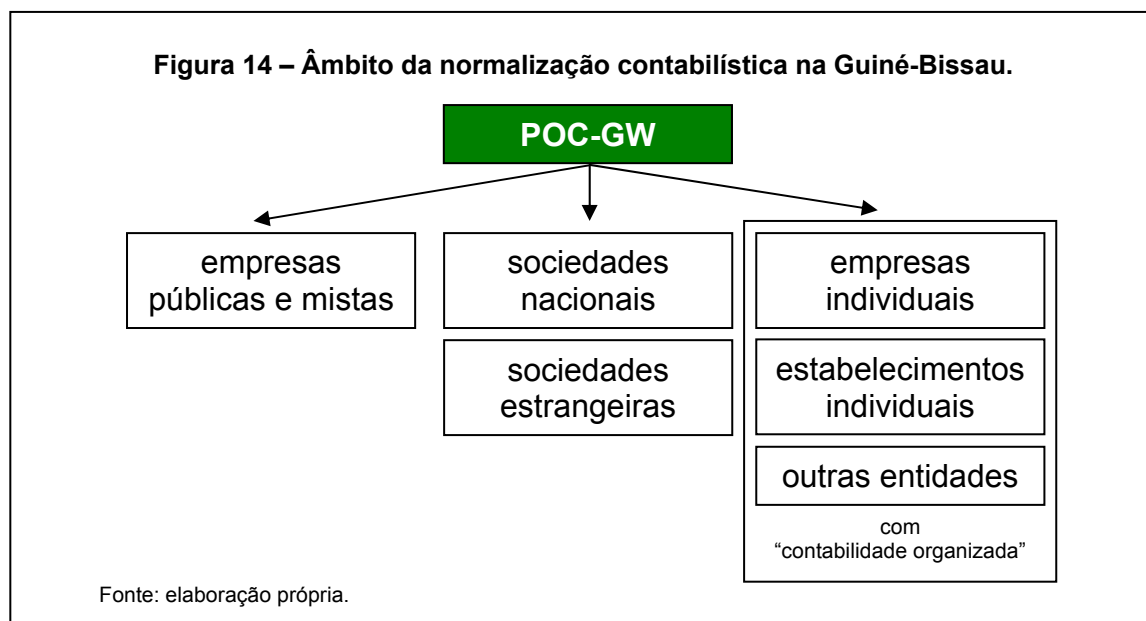 Figura 14 – Âmbito da normalização contabilística na Guiné-Bissau.
POC-GW
empresas
públicas e mistas
sociedades
nacionais
sociedades
estrangeiras
empresas
individuais
estabelecimentos
individuais
outras entidades
com
“contabilidade organizada”
Fonte: elaboração própria.